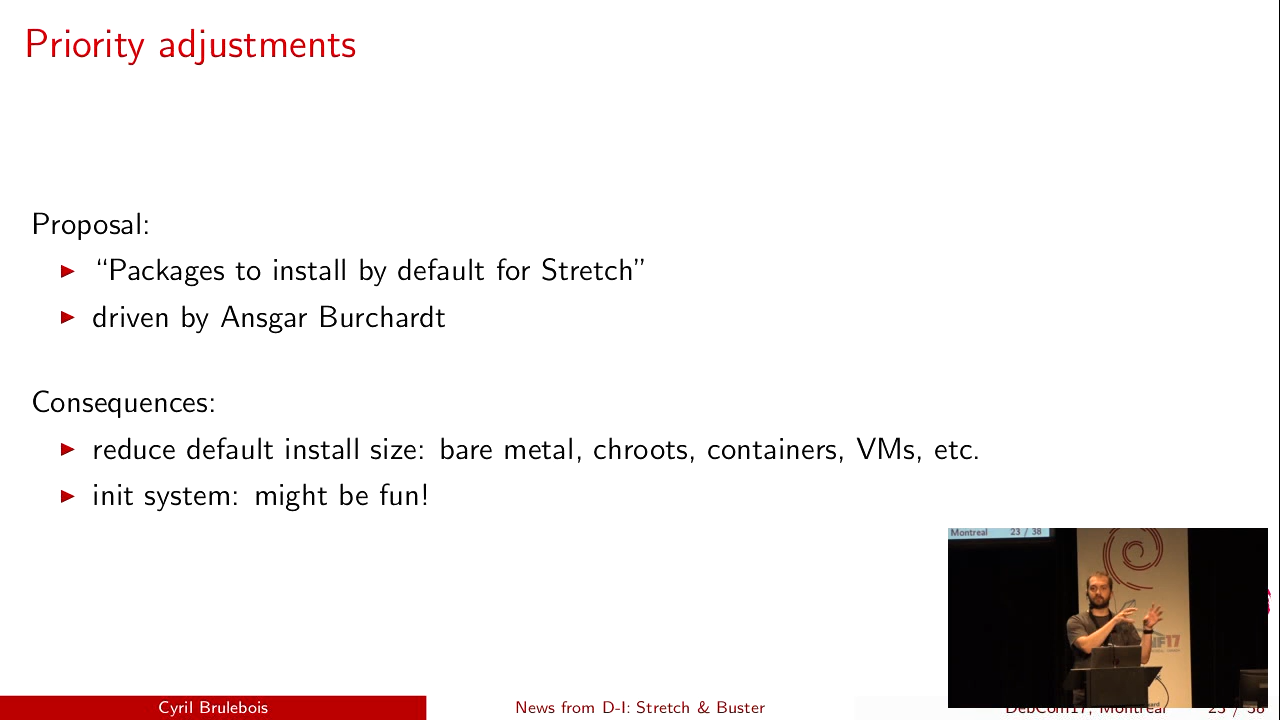 Priority adjustments
Proposal:
▶ “Packages to install by default for Stretch”
▶ driven by Ansgar Burchardt
Consequences:
▶ reduce default install size: bare metal, chroots, containers, VMs, etc.
▶ init system: might be fun!
Montreal 23 / 38
NF17
Cyril Brulebois News from D-I: Stretch & Buster DebConf17, Montréal 23 / 38